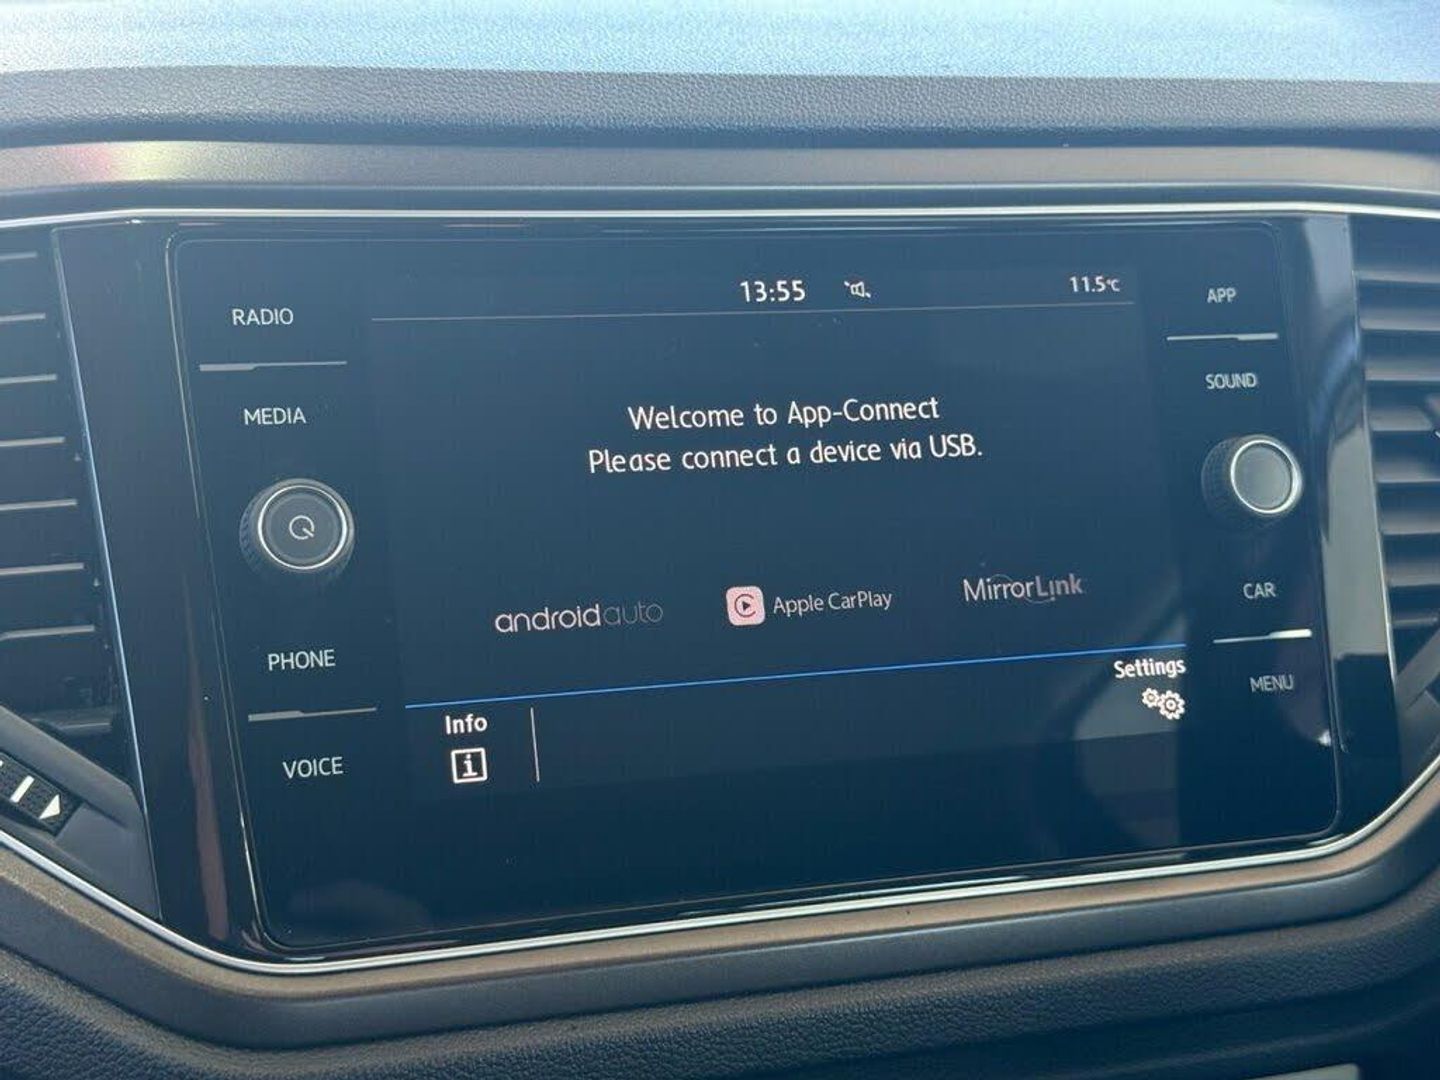 13:55
11.5°C
RADIO
MEDIA
PHONE
VOICE
Welcome to App-Connect
Please connect a device via USB.
androidauto
Apple CarPlay
MirrorLink
Info
i
Settings
APP
SOUND
CAR
MENU